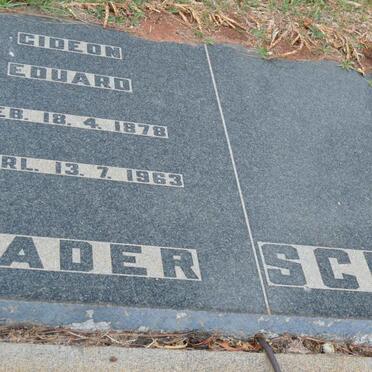 GIDEON
EDUARD
EB. 18. 4. 1878
RL. 13. 7. 1963
ADER SC